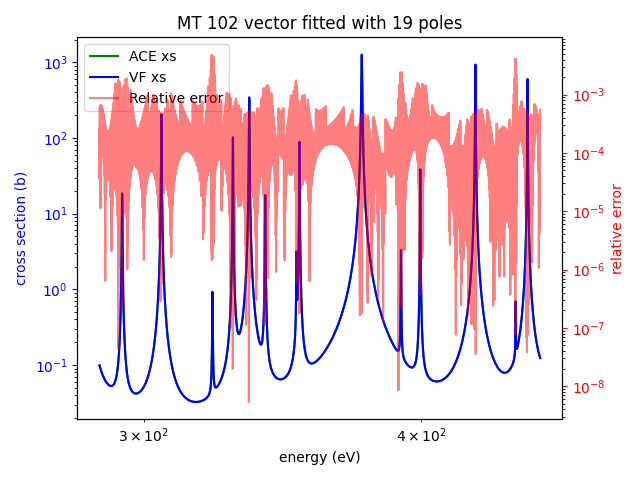 MT 102 vector fitted with 19 poles
ACE xs
VF xs
Relative error
cross section (b)
10³
10²
10¹
10⁰
10⁻¹
10⁻³
10⁻⁴
10⁻⁵
10⁻⁶
10⁻⁷
10⁻⁸
relative error
3 × 10²
4 × 10²
energy (eV)